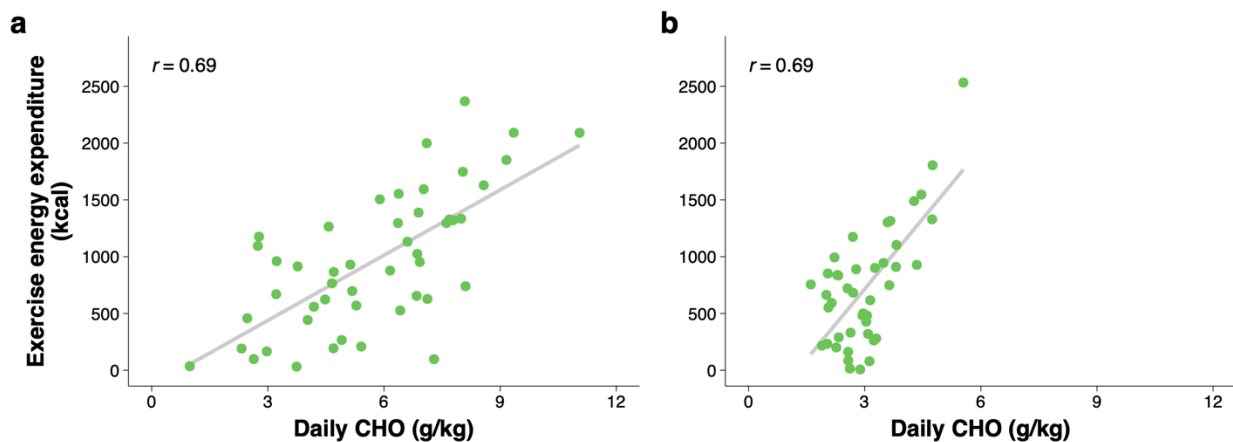 a
r = 0.69
Exercise energy expenditure
(kcal)
2500
2000
1500
1000
500
0
0 3 6 9 12
Daily CHO (g/kg)
b
r = 0.69
2500
2000
1500
1000
500
0
0 3 6 9 12
Daily CHO (g/kg)